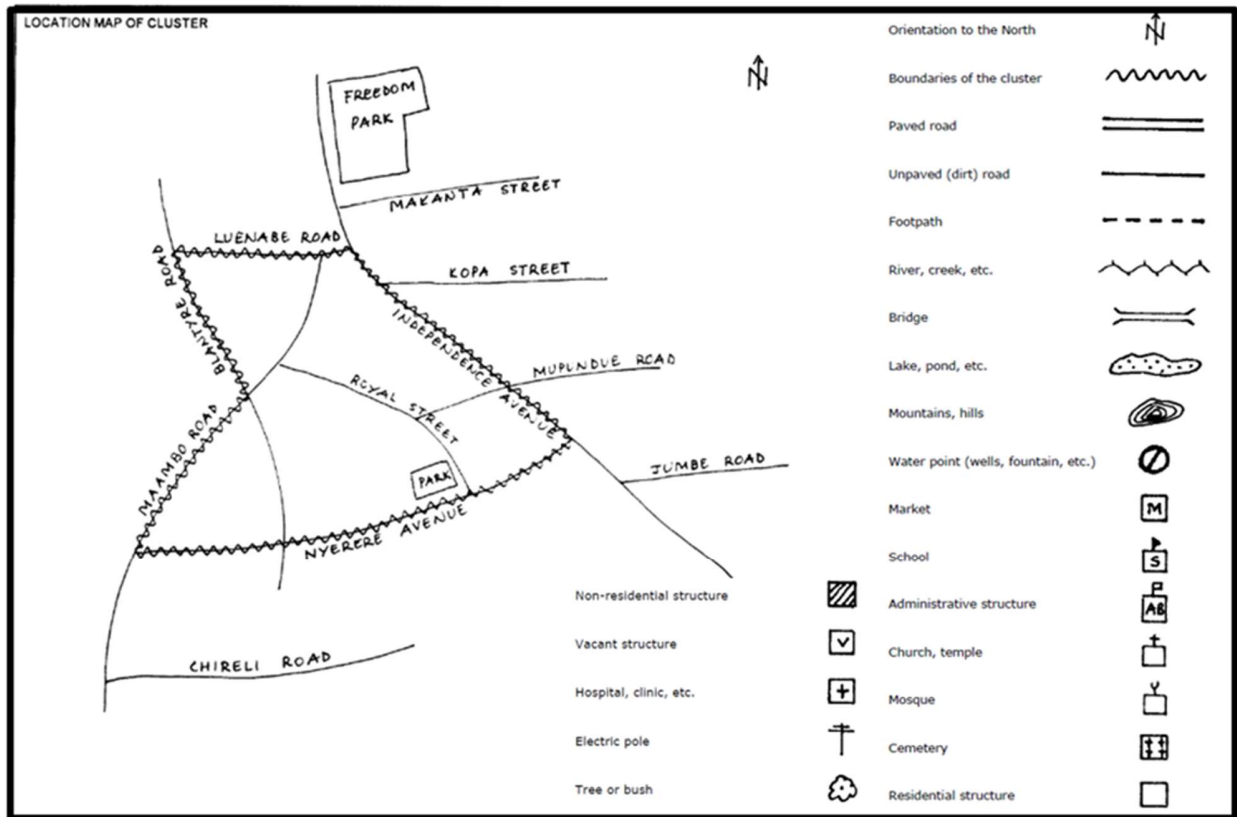 LOCATION MAP OF CLUSTER
N
FREEDOM
PARK
MAKANTA STREET
LUENABE ROAD
KOPA STREET
BLANTYRE ROAD
INDEPENDENCE AVENUE
MUPUNDUE ROAD
ROYAL STREET
MAAMBO ROAD
PARK
JUMBE ROAD
NYERERE AVENUE
CHIRELI ROAD
Orientation to the North N
Boundaries of the cluster
Paved road
Unpaved (dirt) road
Footpath
River, creek, etc.
Bridge
Lake, pond, etc.
Mountains, hills
Water point (wells, fountain, etc.)
Market M
School S
Administrative structure AB
Church, temple
Mosque
Cemetery
Residential structure
Non-residential structure
Vacant structure V
Hospital, clinic, etc.
Electric pole
Tree or bush